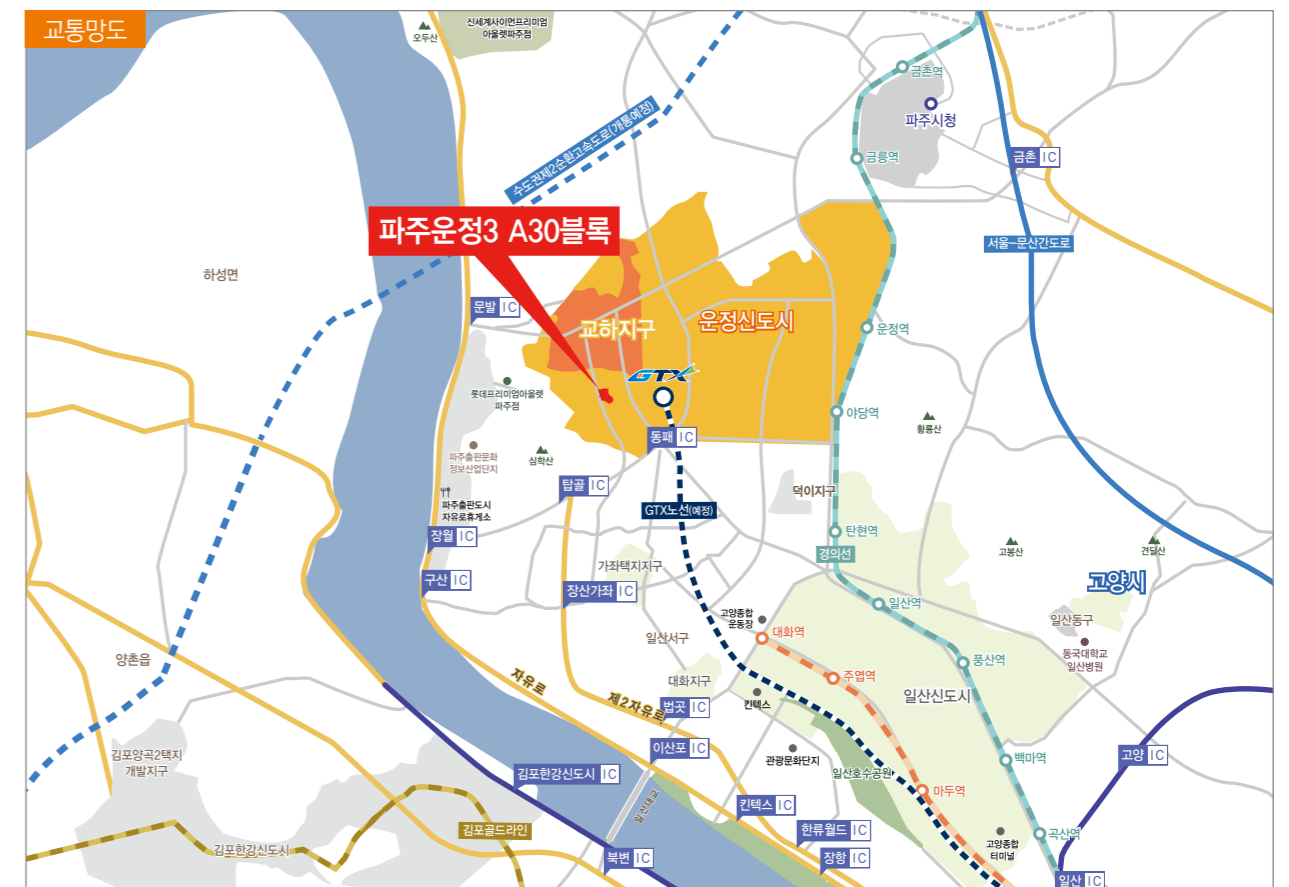 교통망도
신세계사이먼프리미엄
아울렛파주점
오두산
금촌역
파주시청
수도권제2순환고속도로(개통예정)
금릉역
금촌 IC
파주운정3 A30블록
서울-문산간도로
하성면
문발 IC
교하지구
운정신도시
운정역
GTX
롯데프리미엄아울렛
파주점
야당역
황룡산
동패 IC
파주출판문화
정보산업단지
심학산
탑골 IC
덕이지구
파주출판도시
자유로휴게소
GTX노선(예정)
장월 IC
탄현역
경의선
고봉산
견달산
가좌택지지구
구산 IC
장산가좌 IC
고양시
일산역
고양종합
운동장
대화역
일산동구
일산서구
동국대학교
일산병원
양촌읍
풍산역
자유로
대화지구
주엽역
제2자유로
법곳 IC
킨텍스
일산신도시
이산포 IC
김포양곡2택지
개발지구
관광문화단지
백마역
고양 IC
김포한강신도시 IC
일산호수공원
마두역
일산대교
킨텍스 IC
김포골드라인
한류월드 IC
곡산역
김포한강신도시
고양종합
터미널
북변 IC
장항 IC
일산 IC